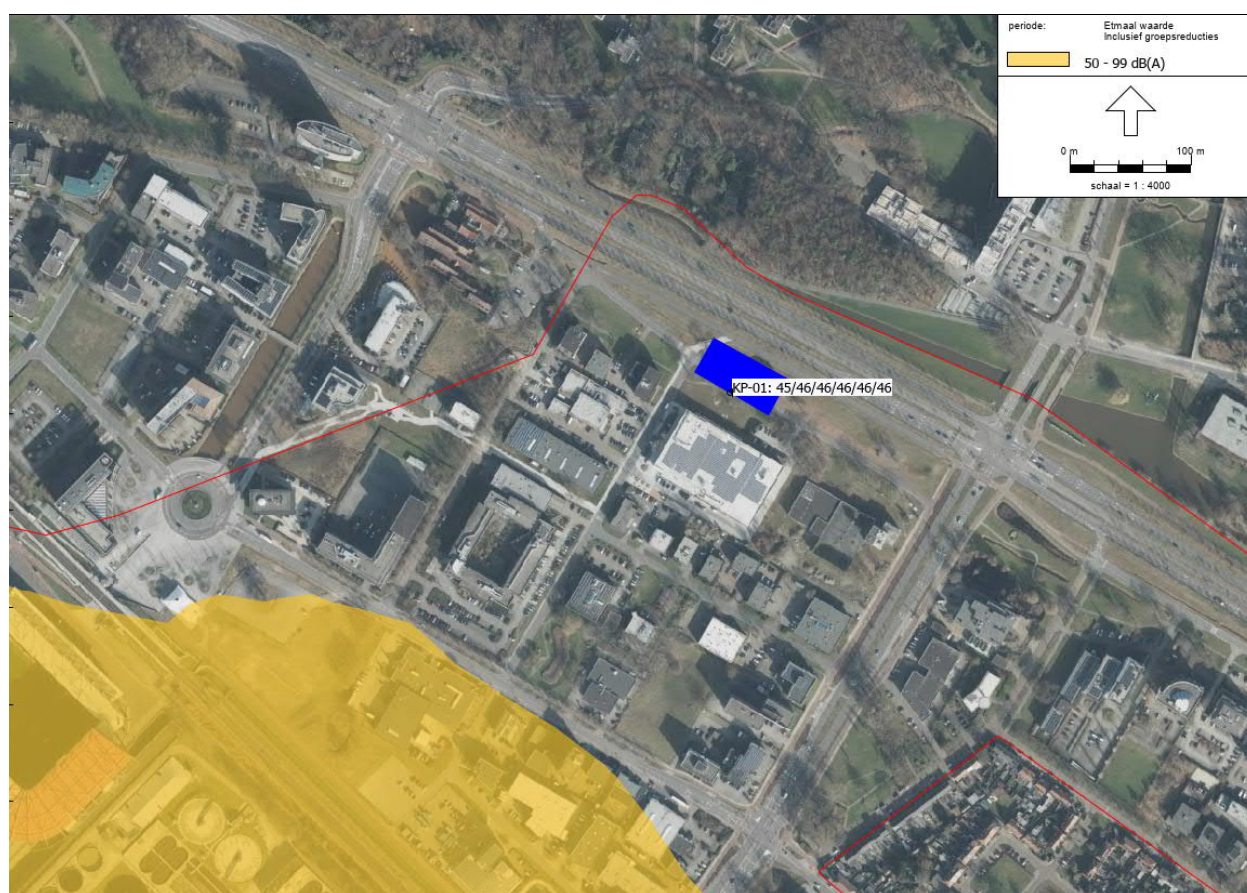 periode: Etmaal waarde
Inclusief groepsreducties
50 - 99 dB(A)
0 m 100 m
schaal = 1 : 4000
KP-01: 45/46/46/46/46/46/46